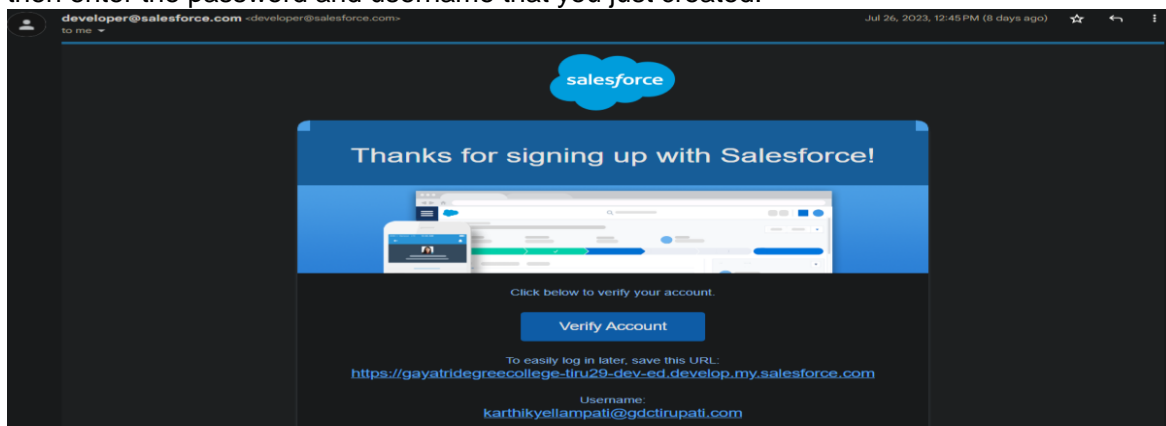 then enter the password and username that you just created.
developer@salesforce.com <developer@salesforce.com>
Jul 26, 2023, 12:45 PM (8 days ago)
to me
salesforce
Thanks for signing up with Salesforce!
Click below to verify your account.
Verify Account
To easily log in later, save this URL:
https://gayatridegreecollege-tiru29-dev-ed.develop.my.salesforce.com
Username:
karthikyellampati@gdctirupati.com